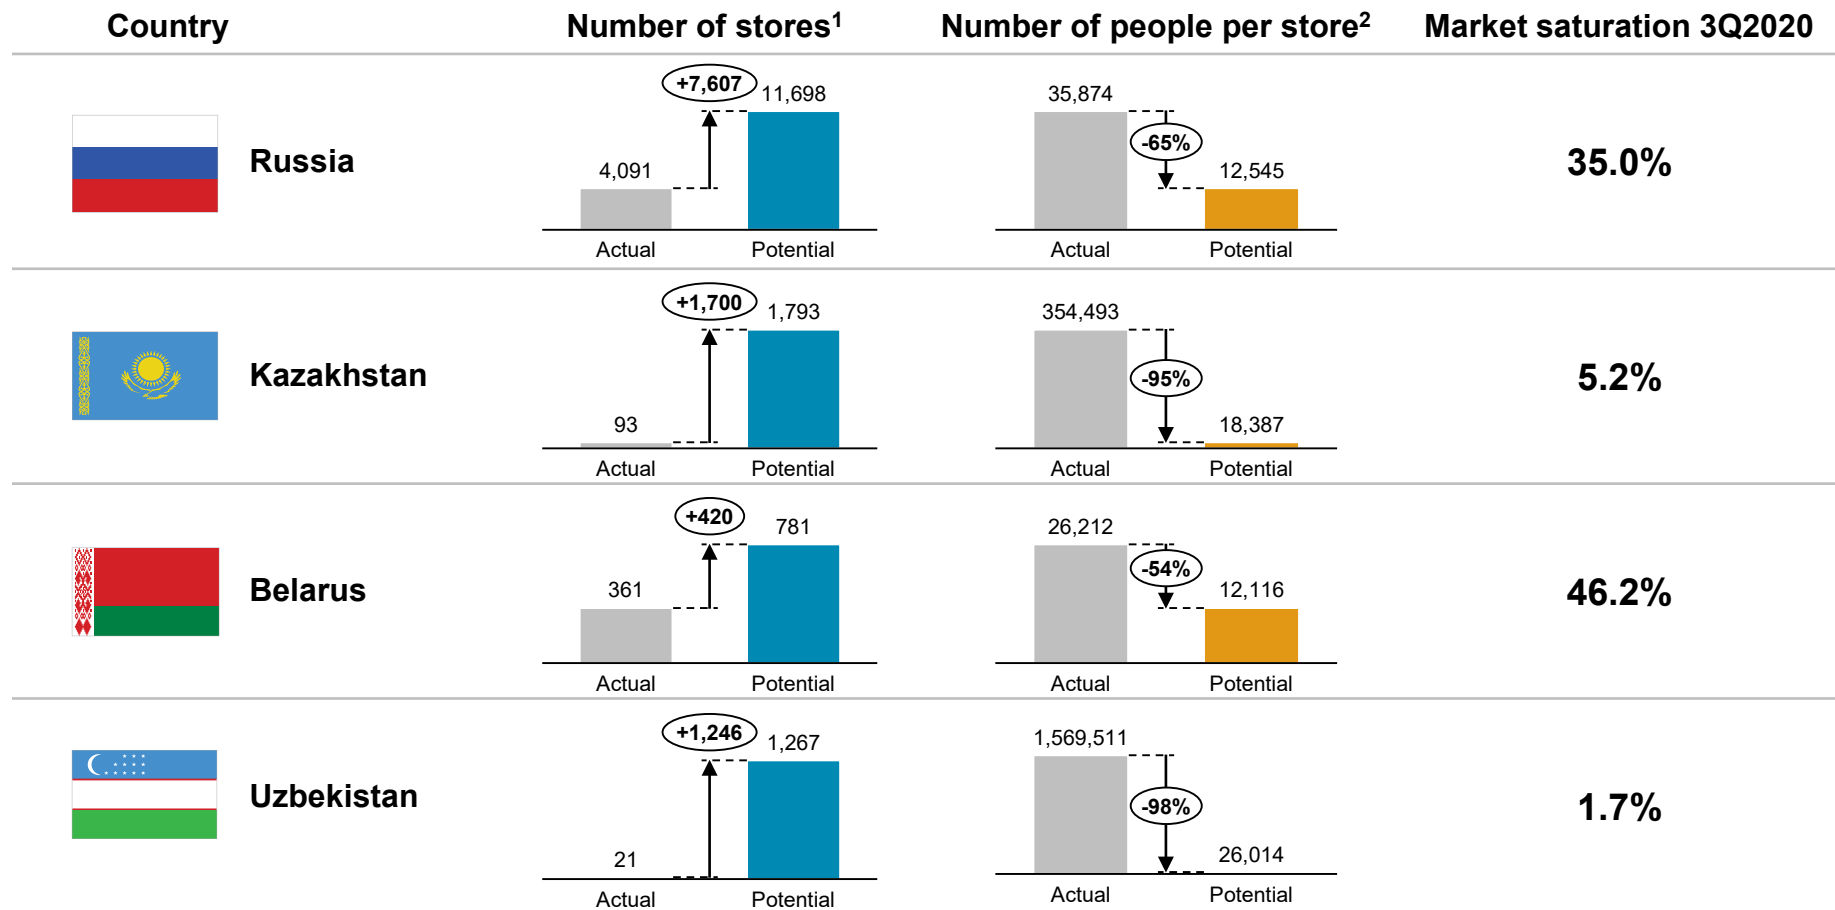 Country Number of stores¹ Number of people per store² Market saturation 3Q2020
+7,607 11,698 35,874
-65%
Russia 4,091 12,545 35.0%
Actual Potential Actual Potential
+1,700 1,793 354,493
Kazakhstan -95% 5.2%
93 18,387
Actual Potential Actual Potential
+420 781 26,212
-54%
Belarus 361 12,116 46.2%
Actual Potential Actual Potential
+1,246 1,267 1,569,511
Uzbekistan -98% 1.7%
21 26,014
Actual Potential Actual Potential